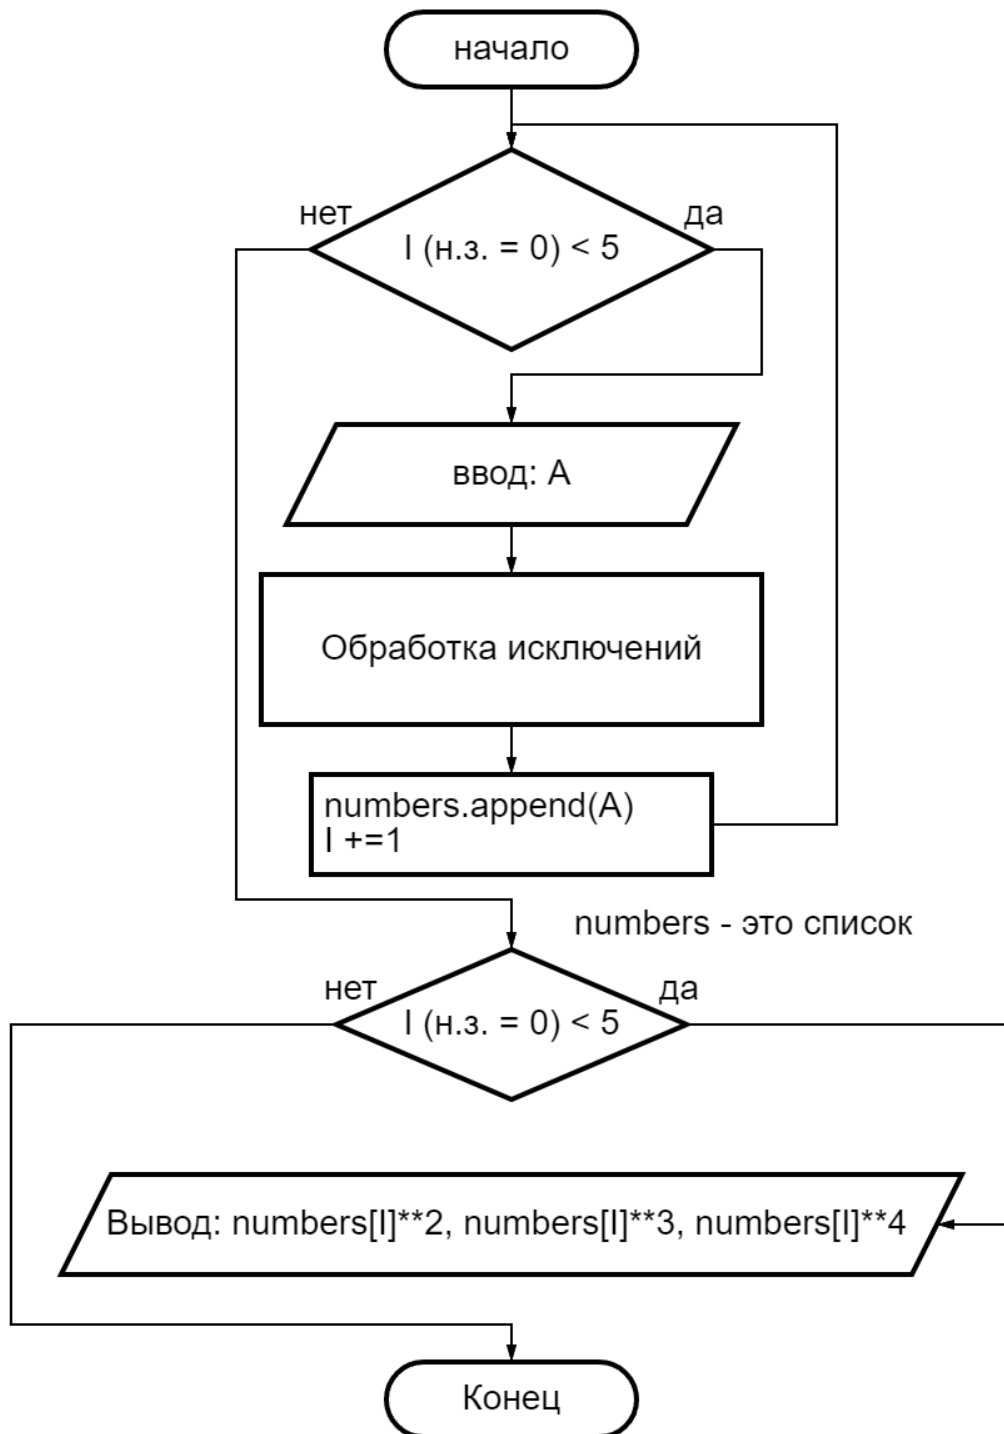 начало
нет
да
I (н.з. = 0) < 5
ввод: A
Обработка исключений
numbers.append(A)
I +=1
numbers - это список
нет
да
I (н.з. = 0) < 5
Вывод: numbers[I]**2, numbers[I]**3, numbers[I]**4
Конец